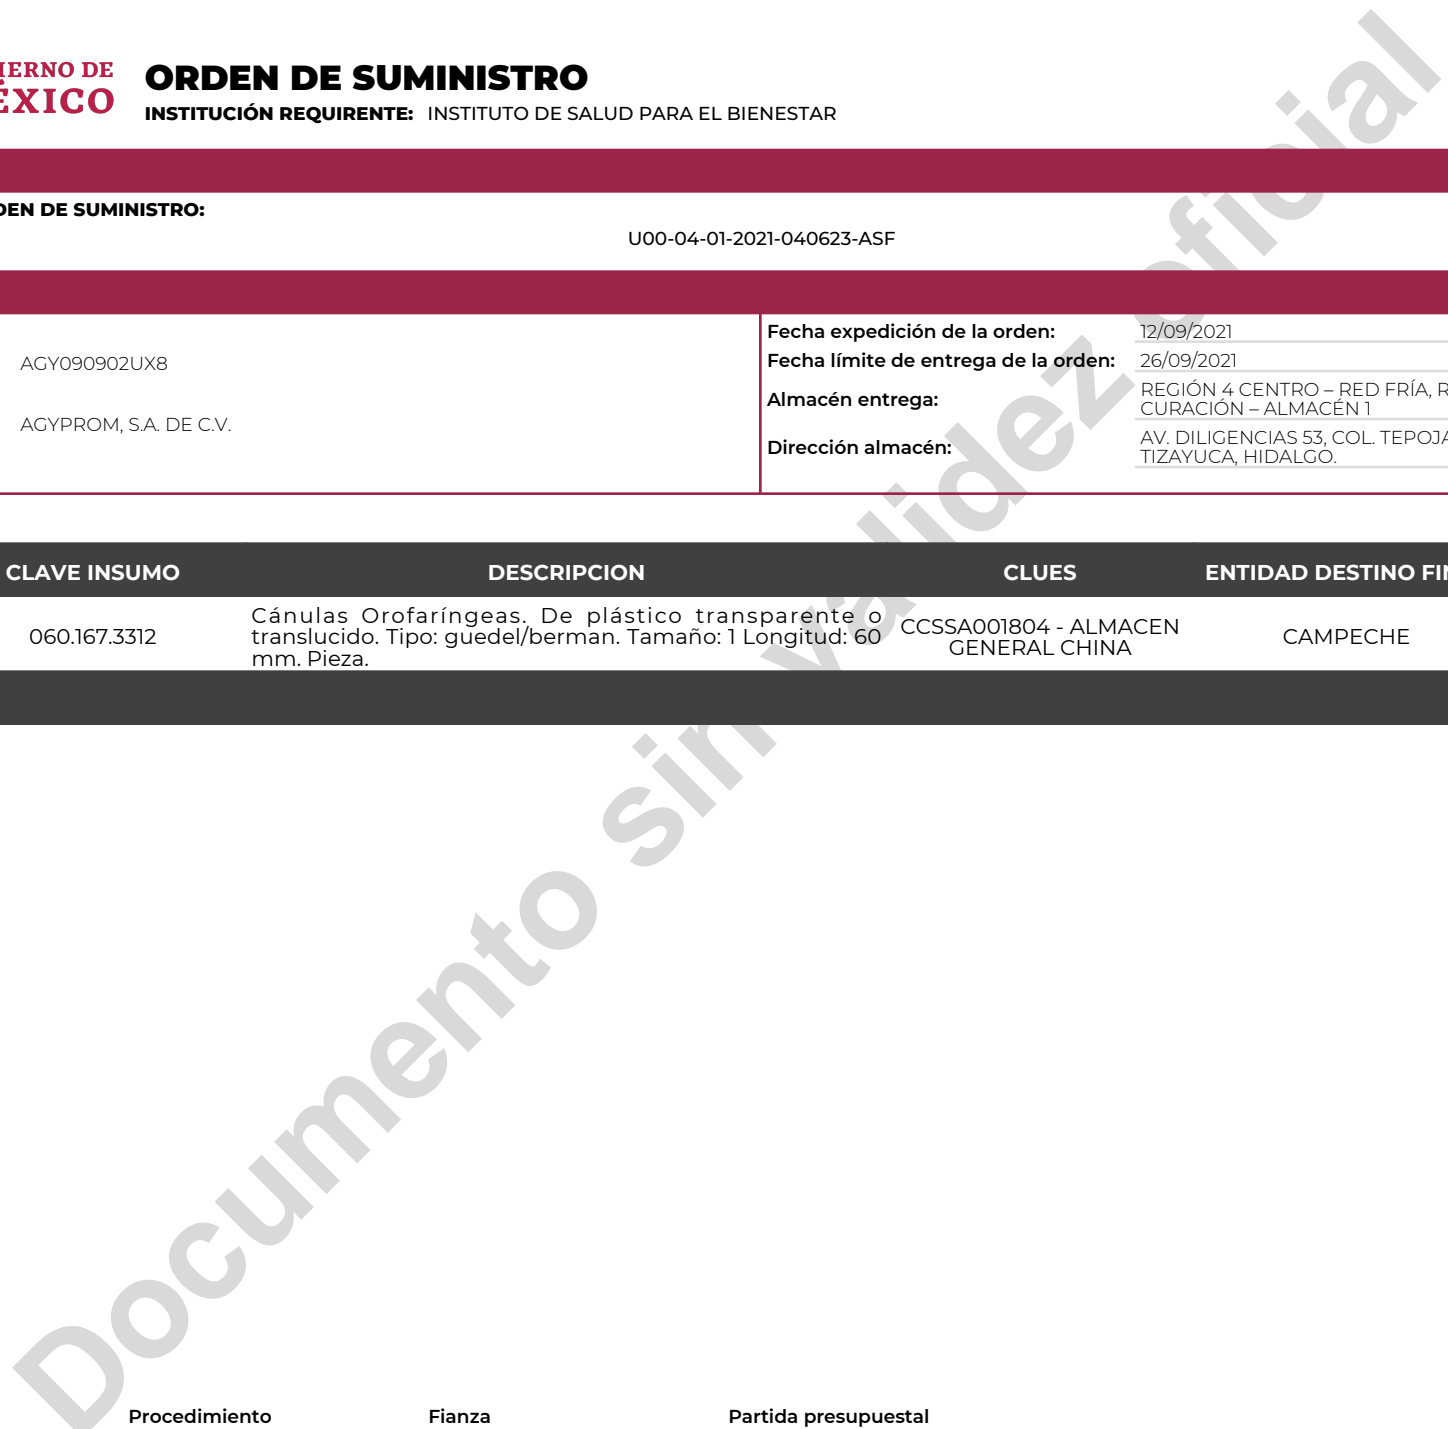 IERNO DE
ÉXICO
ORDEN DE SUMINISTRO
INSTITUCIÓN REQUIRENTE: INSTITUTO DE SALUD PARA EL BIENESTAR
DEN DE SUMINISTRO:
U00-04-01-2021-040623-ASF
AGY090902UX8
AGYPROM, S.A. DE C.V.
Fecha expedición de la orden: 12/09/2021
Fecha límite de entrega de la orden: 26/09/2021
Almacén entrega: REGIÓN 4 CENTRO – RED FRÍA, R
CURACIÓN – ALMACÉN 1
Dirección almacén: AV. DILIGENCIAS 53, COL. TEPOJA
TIZAYUCA, HIDALGO.
CLAVE INSUMO DESCRIPCION CLUES ENTIDAD DESTINO FIN
060.167.3312
Cánulas Orofaríngeas. De plástico transparente o
translucido. Tipo: guedel/berman. Tamaño: 1 Longitud: 60
mm. Pieza.
CCSSA001804 - ALMACEN
GENERAL CHINA
CAMPECHE
Documento sin validez oficial
Procedimiento Fianza Partida presupuestal